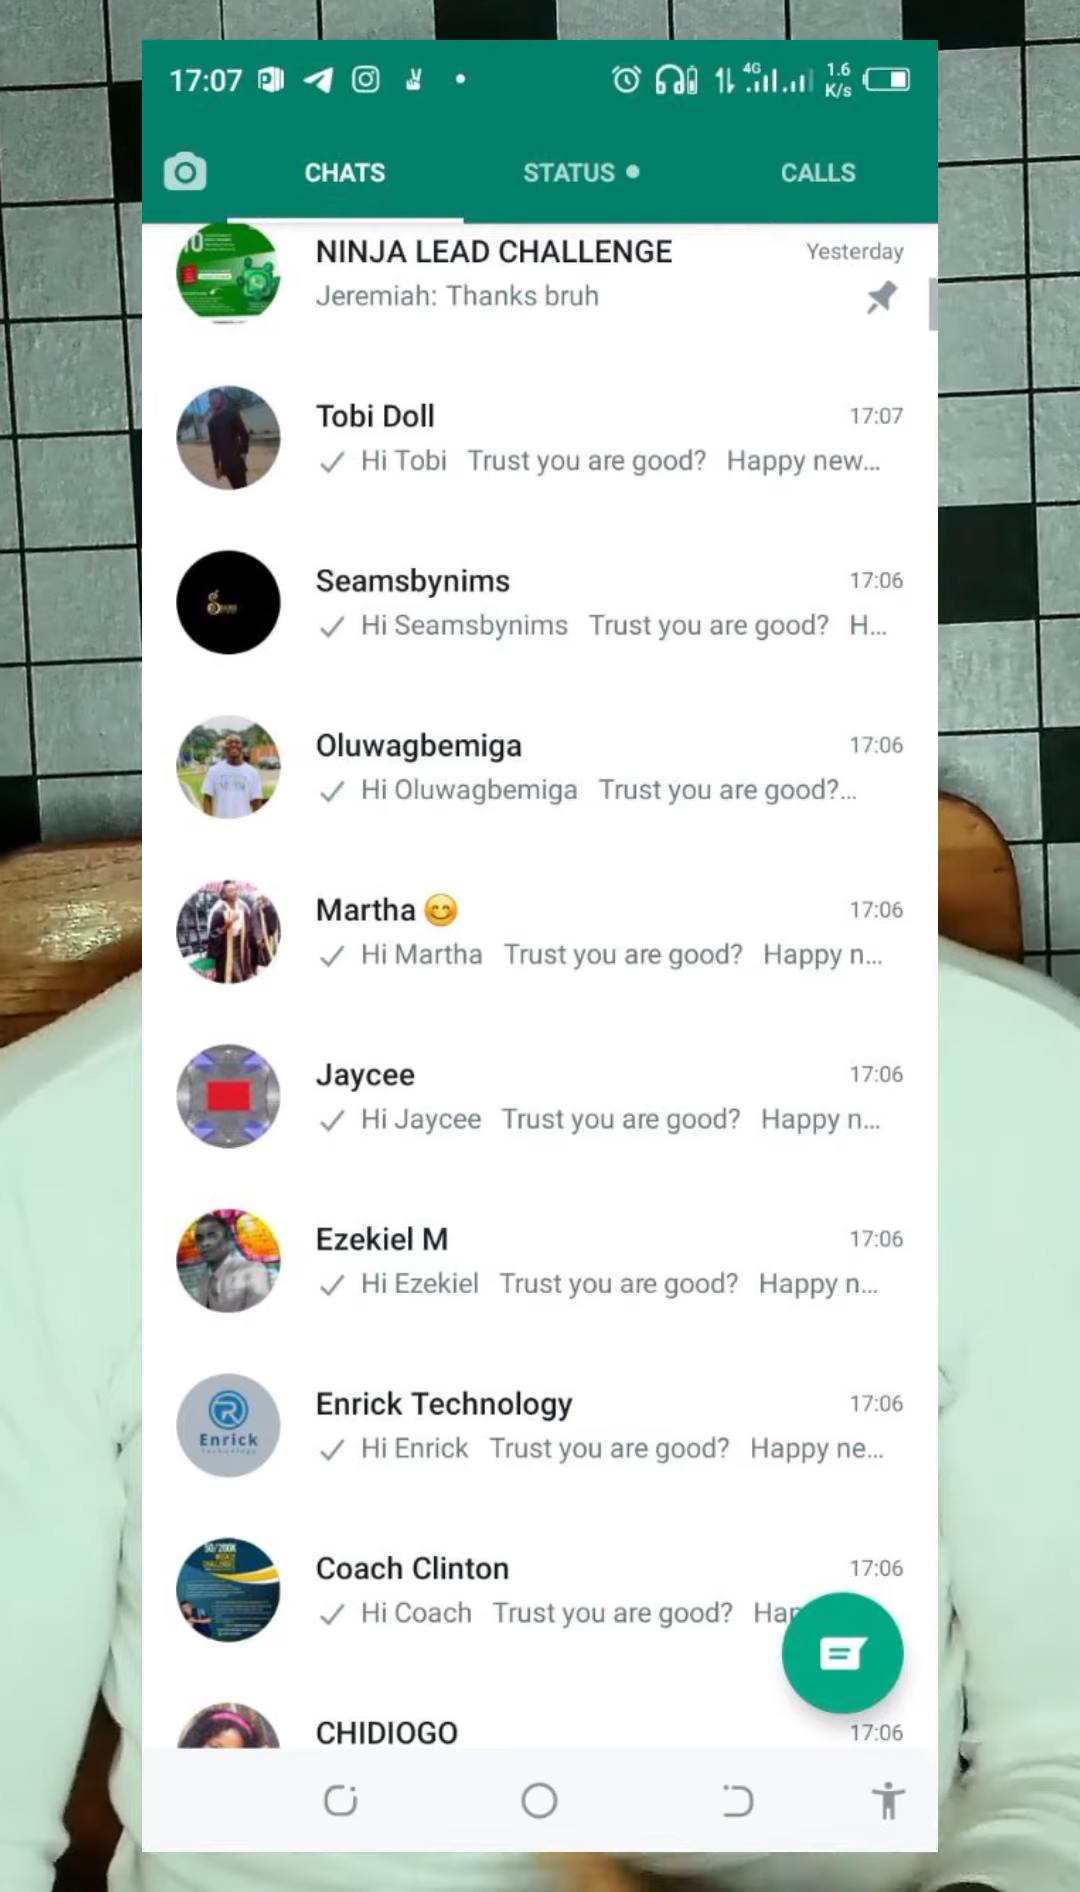 17:07 4G 1.6 K/s
CHATS STATUS CALLS
NINJA LEAD CHALLENGE Yesterday
Jeremiah: Thanks bruh
Tobi Doll 17:07
Hi Tobi Trust you are good? Happy new...
Seamsbynims 17:06
Hi Seamsbynims Trust you are good? H...
Oluwagbemiga 17:06
Hi Oluwagbemiga Trust you are good?...
Martha 😊 17:06
Hi Martha Trust you are good? Happy n...
Jaycee 17:06
Hi Jaycee Trust you are good? Happy n...
Ezekiel M 17:06
Hi Ezekiel Trust you are good? Happy n...
Enrick Technology 17:06
Enrick
Hi Enrick Trust you are good? Happy ne...
Coach Clinton 17:06
Hi Coach Trust you are good? Hap
CHIDIOGO 17:06